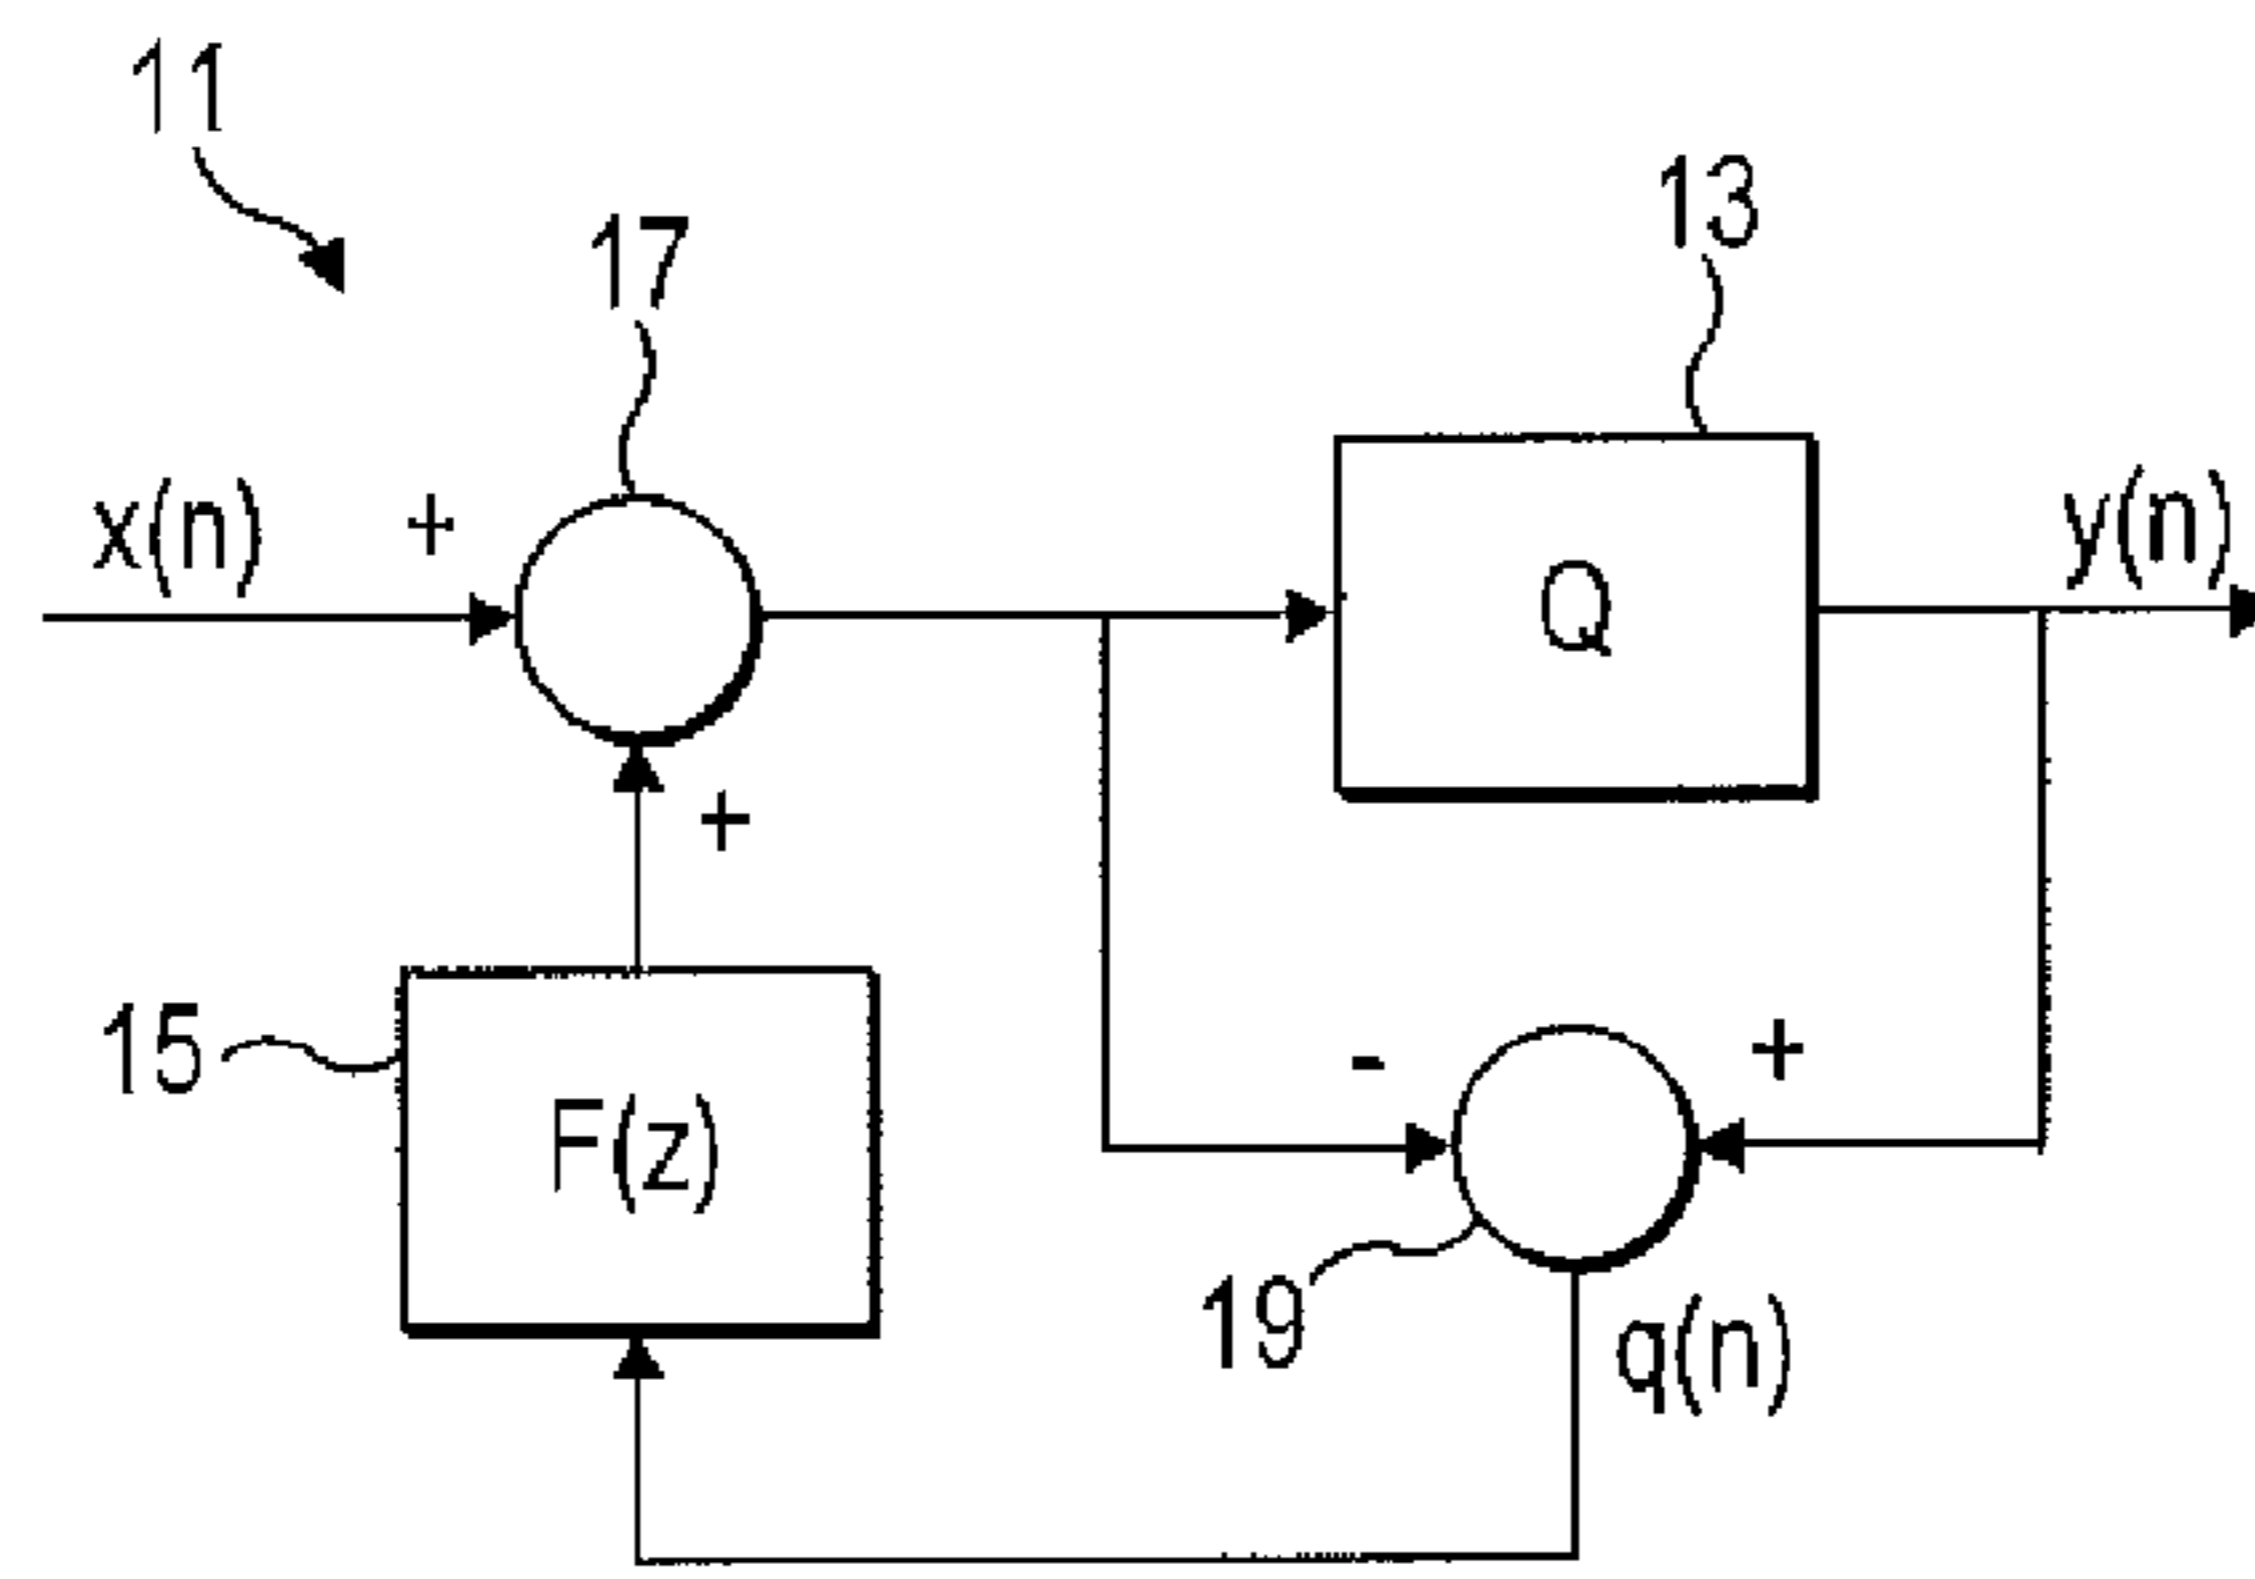 11
17
13
x(n)
+
Q
y(n)
+
15
F(z)
-
+
19
q(n)